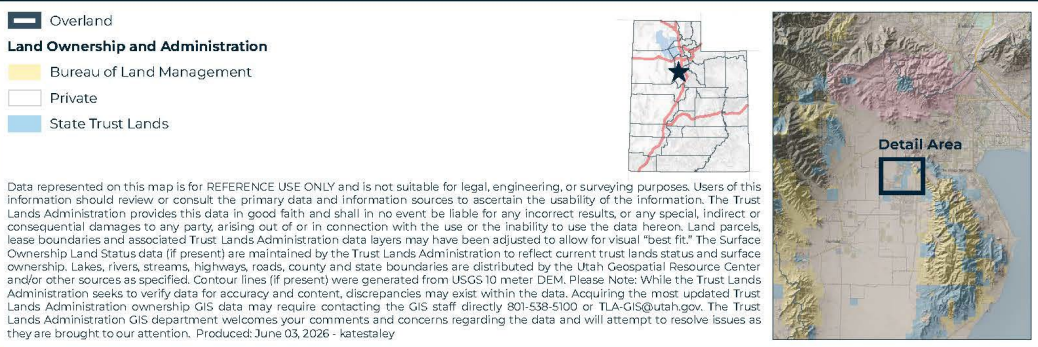 Overland
Land Ownership and Administration
Bureau of Land Management
Private
State Trust Lands
Detail Area
Data represented on this map is for REFERENCE USE ONLY and is not suitable for legal, engineering, or surveying purposes. Users of this
information should review or consult the primary data and information sources to ascertain the usability of the information. The Trust
Lands Administration provides this data in good faith and shall in no event be liable for any incorrect results, or any special, indirect or
consequential damages to any party, arising out of or in connection with the use or the inability to use the data hereon. Land parcels,
lease boundaries and associated Trust Lands Administration data layers may have been adjusted to allow for visual “best fit.” The Surface
Ownership Land Status data (if present) are maintained by the Trust Lands Administration to reflect current trust lands status and surface
ownership. Lakes, rivers, streams, highways, roads, county and state boundaries are distributed by the Utah Geospatial Resource Center
and/or other sources as specified. Contour lines (if present) were generated from USGS 10 meter DEM. Please Note: While the Trust Lands
Administration seeks to verify data for accuracy and content, discrepancies may exist within the data. Acquiring the most updated Trust
Lands Administration ownership GIS data may require contacting the GIS staff directly 801-538-5100 or TLA-GIS@utah.gov. The Trust
Lands Administration GIS department welcomes your comments and concerns regarding the data and will attempt to resolve issues as
they are brought to our attention. Produced: June 03, 2026 - katestaley